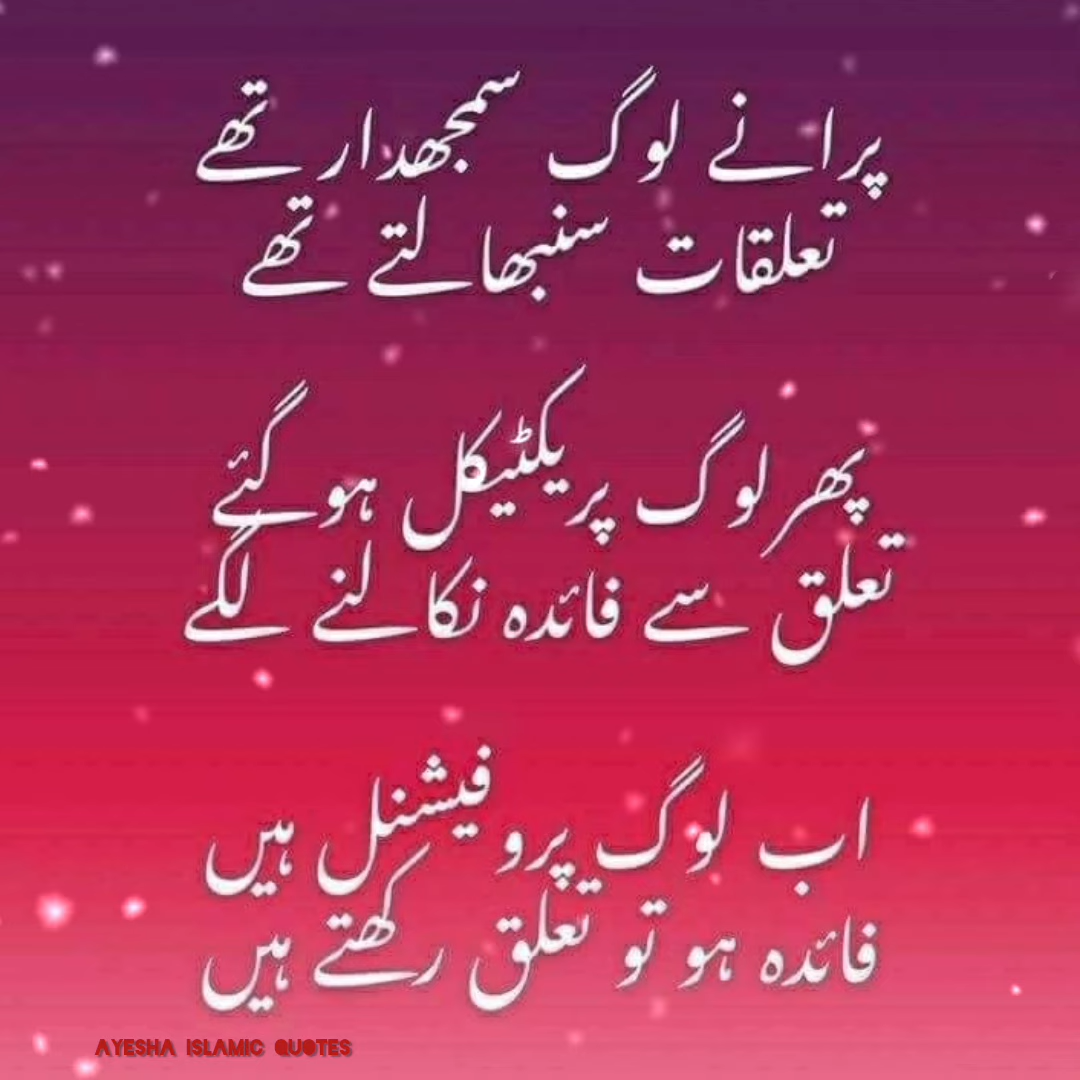 پرانے لوگ سمجھدار تھے
تعلقات سنبھالتے تھے
پھر لوگ پریکٹیکل ہو گئے
تعلق سے فائدہ نکالنے لگے
اب لوگ پروفیشنل ہیں
فائدہ ہو تو تعلق رکھتے ہیں
AYESHA ISLAMIC QUOTES